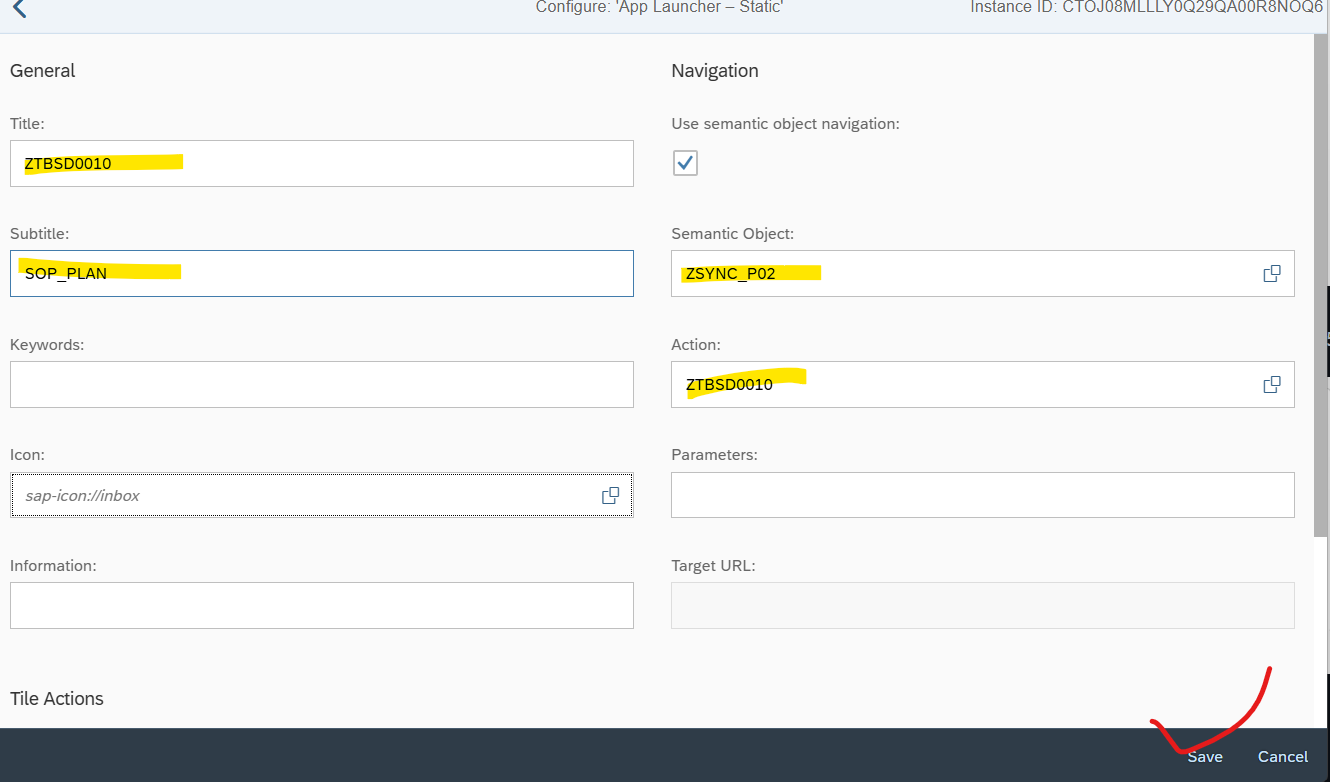 Configure: 'App Launcher – Static'
Instance ID: CTOJ08MLLLY0Q29QA00R8NOQ6
General
Navigation
Title:
Use semantic object navigation:
ZTBSD0010
Subtitle:
Semantic Object:
SOP_PLAN
ZSYNC_P02
Keywords:
Action:
ZTBSD0010
Icon:
Parameters:
sap-icon://inbox
Information:
Target URL:
Tile Actions
Save
Cancel